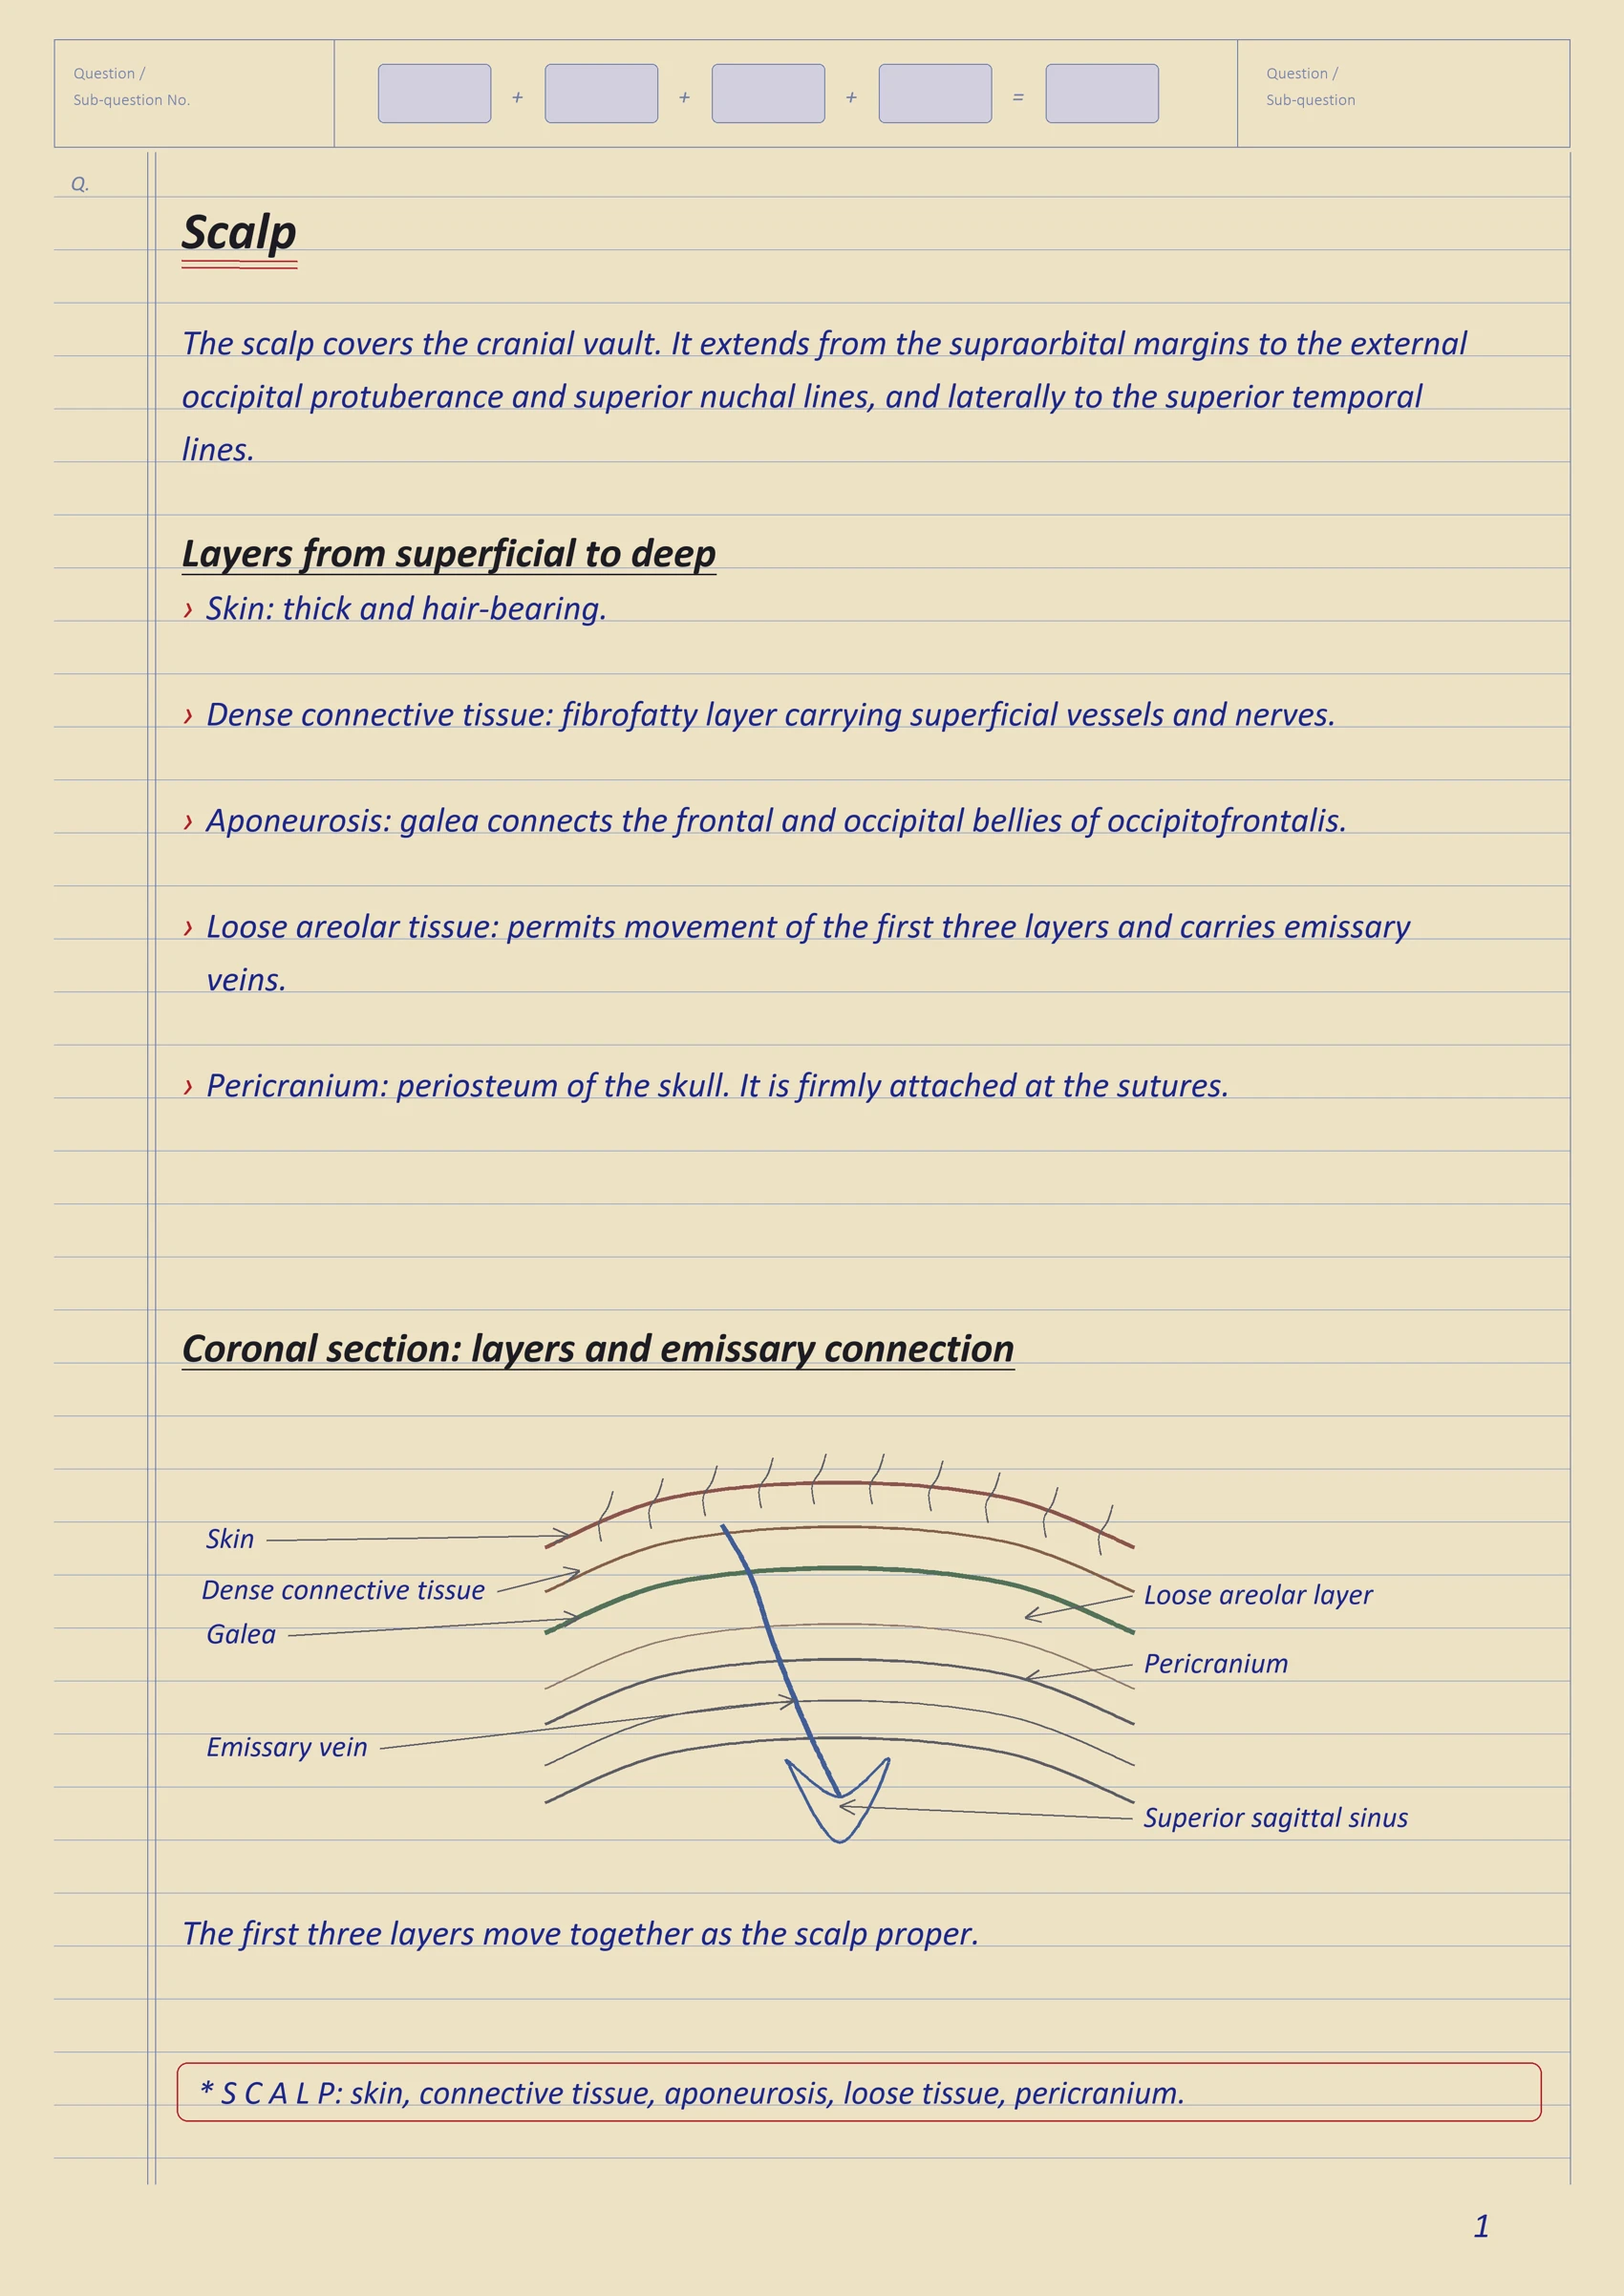 Question /
Sub-question No.
+ + + =
Question /
Sub-question
Q.
Scalp
The scalp covers the cranial vault. It extends from the supraorbital margins to the external
occipital protuberance and superior nuchal lines, and laterally to the superior temporal
lines.
Layers from superficial to deep
› Skin: thick and hair-bearing.
› Dense connective tissue: fibrofatty layer carrying superficial vessels and nerves.
› Aponeurosis: galea connects the frontal and occipital bellies of occipitofrontalis.
› Loose areolar tissue: permits movement of the first three layers and carries emissary
veins.
› Pericranium: periosteum of the skull. It is firmly attached at the sutures.
Coronal section: layers and emissary connection
Skin
Dense connective tissue
Galea
Emissary vein
Loose areolar layer
Pericranium
Superior sagittal sinus
The first three layers move together as the scalp proper.
* S C A L P: skin, connective tissue, aponeurosis, loose tissue, pericranium.
1